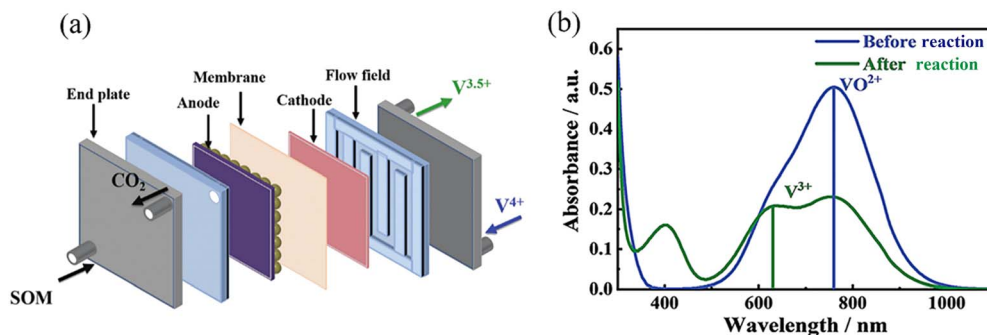 (a)
End plate
Anode
Membrane
Cathode
Flow field
V3.5+
CO2
V4+
SOM
(b)
Before reaction
After reaction
VO2+
V3+
Absorbance / a.u.
0.6
0.5
0.4
0.3
0.2
0.1
0.0
400
600
800
1000
Wavelength / nm